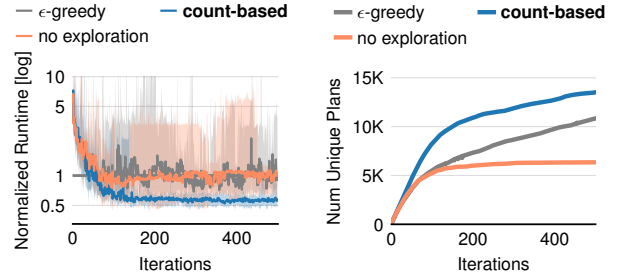 ϵ-greedy count-based
no exploration
Normalized Runtime [log]
10
5
1
0.5
0 200 400
Iterations
ϵ-greedy count-based
no exploration
Num Unique Plans
15K
10K
5K
0
0 200 400
Iterations